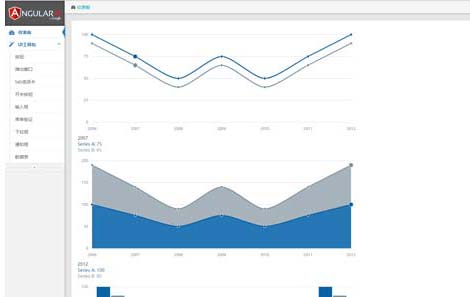 ANGULAR
仪表板
仪表板
UI工具包
按钮
弹出窗口
tab选项卡
开关按钮
输入框
表单验证
下拉框
通知框
数据表
100
75
50
25
0
2006
2007
2008
2009
2010
2011
2012
2007
Series A: 75
Series B: 65
200
150
100
50
0
2006
2007
2008
2009
2010
2011
2012
2012
Series A: 100
Series B: 90
100